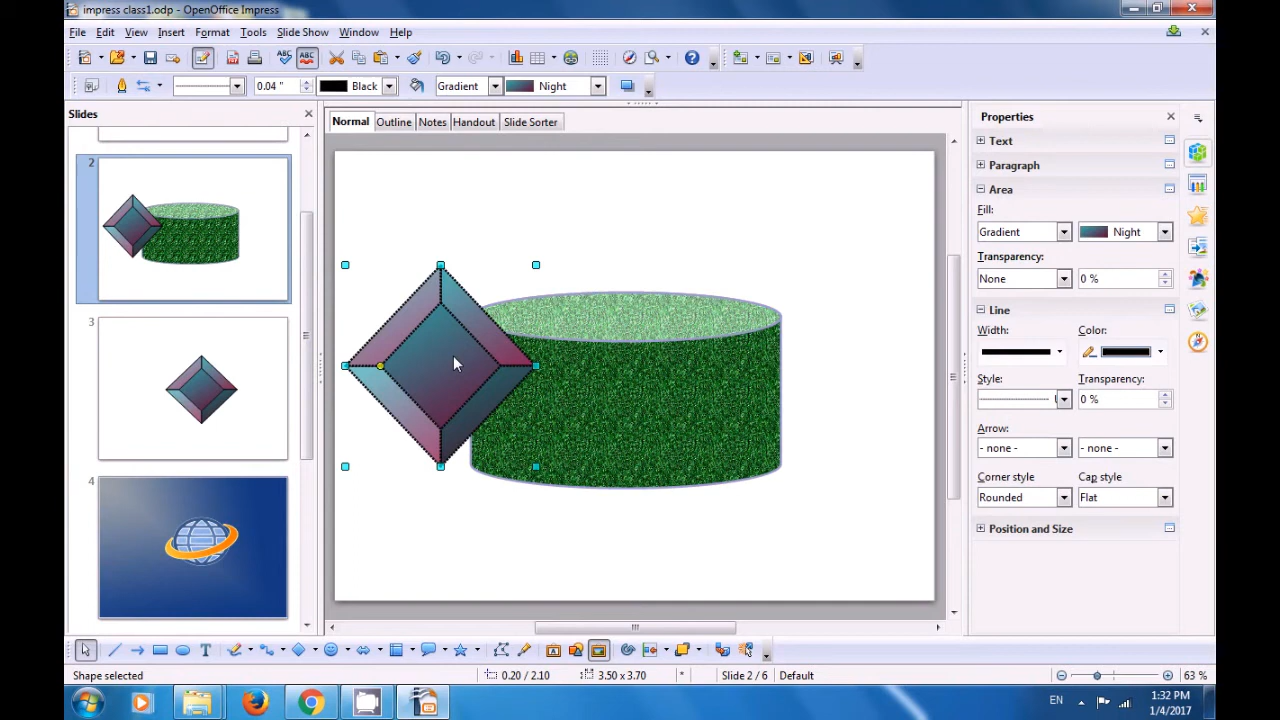 impress class1.odp - OpenOffice Impress
File Edit View Insert Format Tools Slide Show Window Help
ABC ABC
0.04 " Black Gradient Night
Slides
Normal Outline Notes Handout Slide Sorter
Properties
Text
Paragraph
Area
Fill:
Gradient Night
Transparency:
None 0 %
Line
Width: Color:
Style: Transparency:
0 %
Arrow:
- none - - none -
Corner style Cap style
Rounded Flat
Position and Size
2
3
4
T
A
Shape selected 0.20 / 2.10 3.50 x 3.70 * Slide 2 / 6 Default 63 %
EN 1:32 PM
1/4/2017